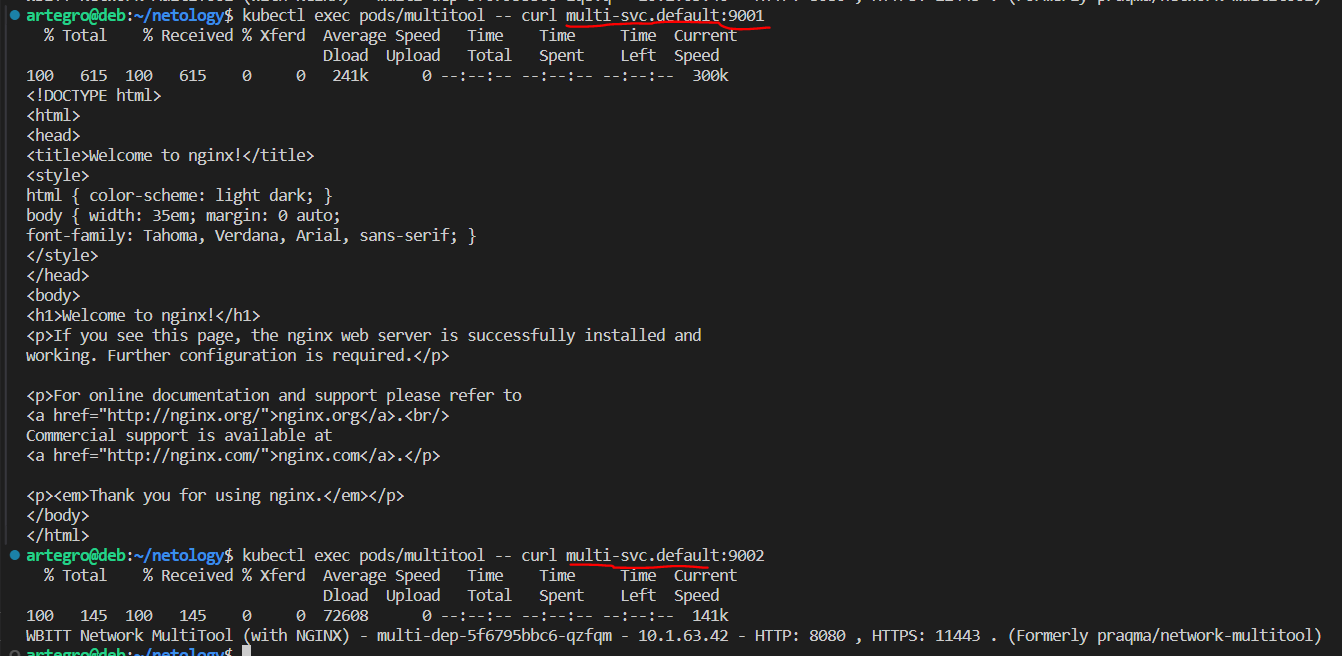 artegro@deb:~/netology$ kubectl exec pods/multitool -- curl multi-svc.default:9001
  % Total    % Received % Xferd  Average Speed   Time    Time     Time  Current
                                 Dload  Upload   Total   Spent    Left  Speed
100   615  100   615    0     0   241k      0 --:--:-- --:--:-- --:--:--  300k
<!DOCTYPE html>
<html>
<head>
<title>Welcome to nginx!</title>
<style>
html { color-scheme: light dark; }
body { width: 35em; margin: 0 auto;
font-family: Tahoma, Verdana, Arial, sans-serif; }
</style>
</head>
<body>
<h1>Welcome to nginx!</h1>
<p>If you see this page, the nginx web server is successfully installed and
working. Further configuration is required.</p>

<p>For online documentation and support please refer to
<a href="http://nginx.org/">nginx.org</a>.<br/>
Commercial support is available at
<a href="http://nginx.com/">nginx.com</a>.</p>

<p><em>Thank you for using nginx.</em></p>
</body>
</html>
artegro@deb:~/netology$ kubectl exec pods/multitool -- curl multi-svc.default:9002
  % Total    % Received % Xferd  Average Speed   Time    Time     Time  Current
                                 Dload  Upload   Total   Spent    Left  Speed
100   145  100   145    0     0  72608      0 --:--:-- --:--:-- --:--:--  141k
WBITT Network MultiTool (with NGINX) - multi-dep-5f6795bbc6-qzfqm - 10.1.63.42 - HTTP: 8080 , HTTPS: 11443 . (Formerly praqma/network-multitool)
artegro@deb:~/netology$